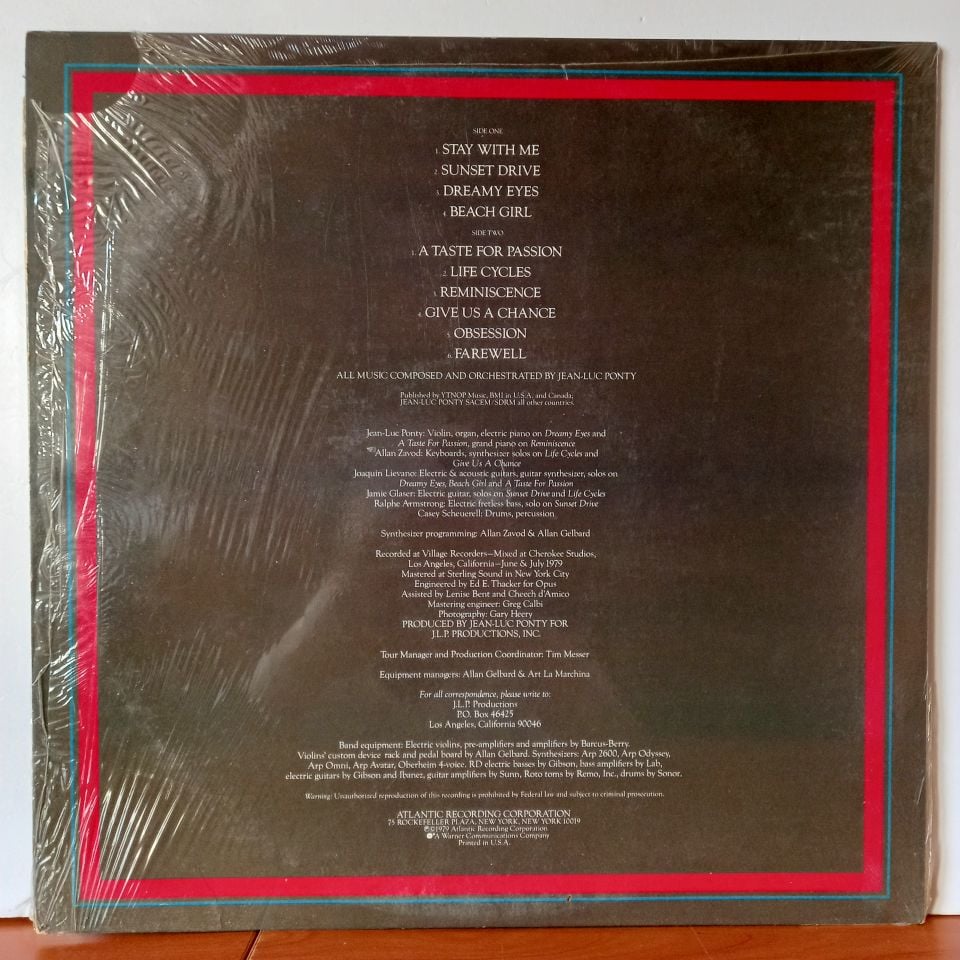 SIDE ONE
1. STAY WITH ME
2. SUNSET DRIVE
3. DREAMY EYES
4. BEACH GIRL
SIDE TWO
1. A TASTE FOR PASSION
2. LIFE CYCLES
3. REMINISCENCE
4. GIVE US A CHANCE
5. OBSESSION
6. FAREWELL
ALL MUSIC COMPOSED AND ORCHESTRATED BY JEAN-LUC PONTY
Published by YTNOP Music, BMI in U.S.A. and Canada,
JEAN-LUC PONTY SACEM/SDRM all other countries.
Jean-Luc Ponty: Violin, organ, electric piano on Dreamy Eyes and
A Taste For Passion, grand piano on Reminiscence
Allan Zavod: Keyboards, synthesizer solos on Life Cycles and
Give Us A Chance
Joaquin Lievano: Electric & acoustic guitars, guitar synthesizer, solos on
Dreamy Eyes, Beach Girl and A Taste For Passion
Jamie Glaser: Electric guitar, solos on Sunset Drive and Life Cycles
Ralphe Armstrong: Electric fretless bass, solo on Sunset Drive
Casey Scheuerell: Drums, percussion
Synthesizer programming: Allan Zavod & Allan Gelbard
Recorded at Village Recorders—Mixed at Cherokee Studios,
Los Angeles, California—June & July 1979
Mastered at Sterling Sound in New York City
Engineered by Ed E. Thacker for Opus
Assisted by Lenise Bent and Cheech d'Amico
Mastering engineer: Greg Calbi
Photography: Gary Heery
PRODUCED BY JEAN-LUC PONTY FOR
J.L.P. PRODUCTIONS, INC.
Tour Manager and Production Coordinator: Tim Messer
Equipment managers: Allan Gelbard & Art La Marchina
For all correspondence, please write to:
J.L.P. Productions
P.O. Box 46425
Los Angeles, California 90046
Band equipment: Electric violins, pre-amplifiers and amplifiers by Barcus-Berry.
Violins' custom device rack and pedal board by Allan Gelbard. Synthesizers: Arp 2600, Arp Odyssey,
Arp Omni, Arp Avatar, Oberheim 4-voice. RD electric basses by Gibson, bass amplifiers by Lab,
electric guitars by Gibson and Ibanez, guitar amplifiers by Sunn, Roto toms by Remo, Inc., drums by Sonor.
Warning: Unauthorized reproduction of this recording is prohibited by Federal law and subject to criminal prosecution.
ATLANTIC RECORDING CORPORATION
75 ROCKEFELLER PLAZA, NEW YORK, NEW YORK 10019
℗©1979 Atlantic Recording Corporation
A Warner Communications Company
Printed in U.S.A.